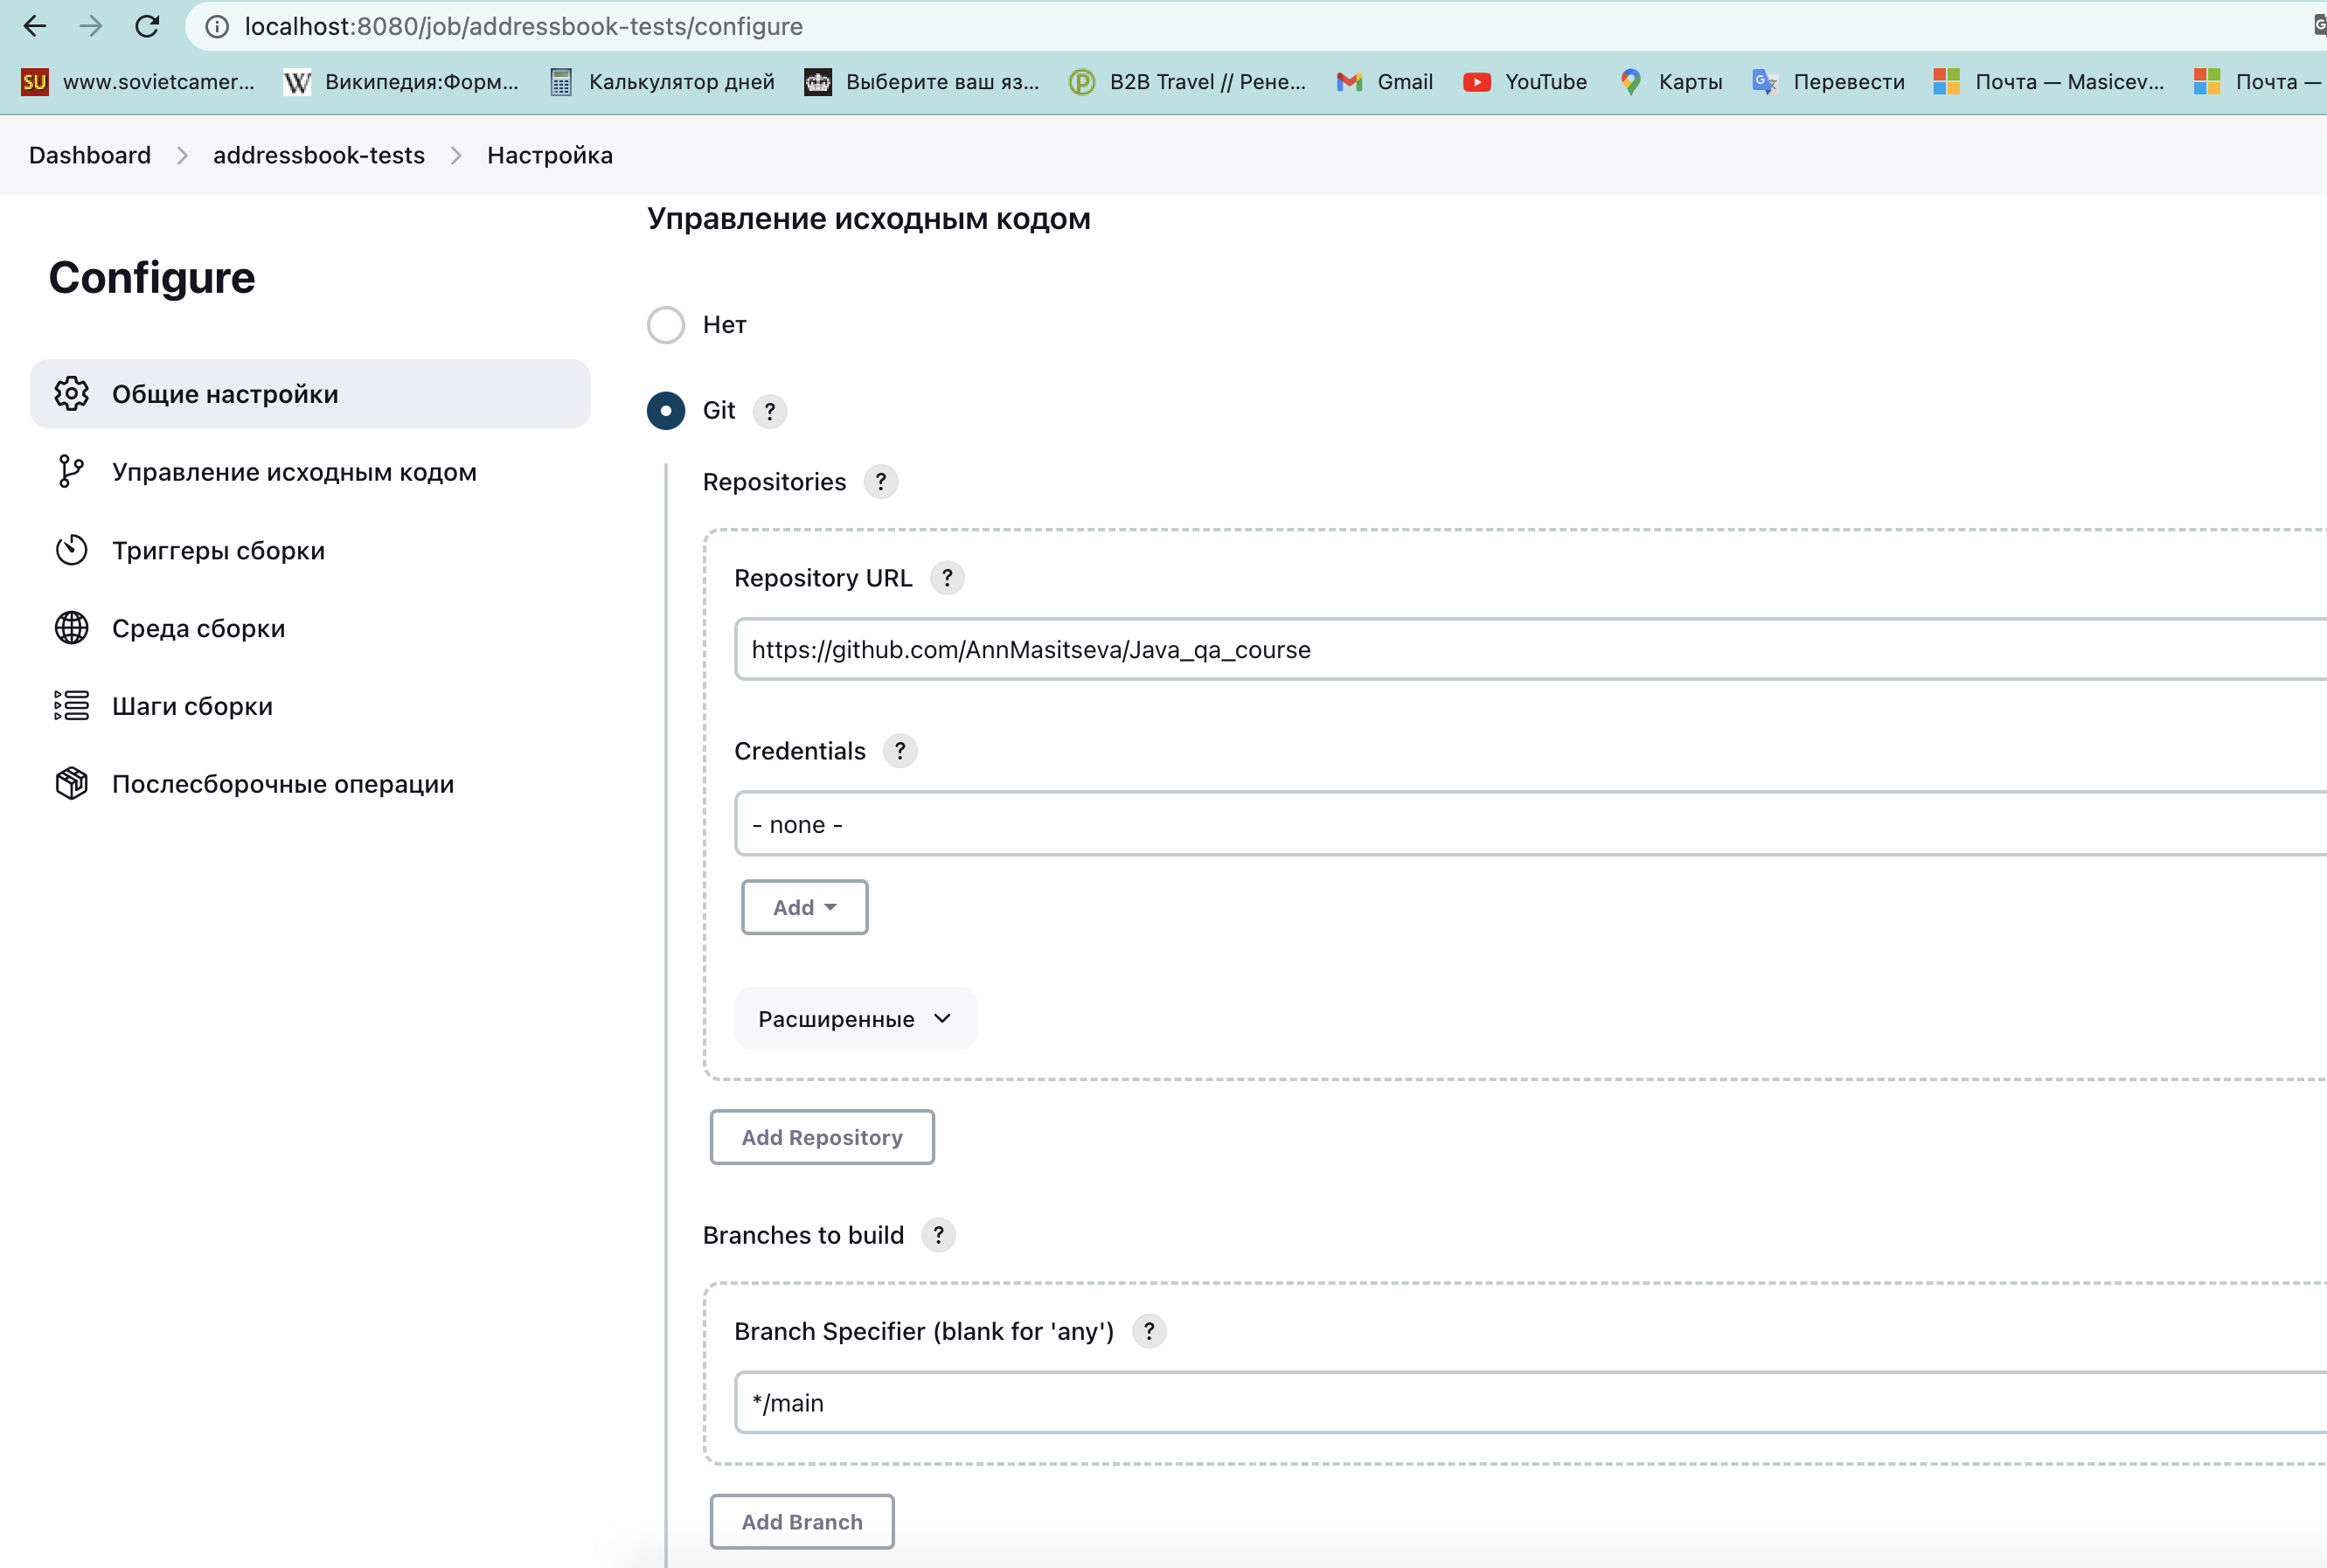 localhost:8080/job/addressbook-tests/configure
SU www.sovietcamer... W Википедия:Форм... Калькулятор дней Выберите ваш яз... B2B Travel // Рене... Gmail YouTube Карты Перевести Почта — Masicev... Почта —
Dashboard addressbook-tests Настройка
Управление исходным кодом
Configure
Нет
Общие настройки
Git ?
Управление исходным кодом
Repositories ?
Триггеры сборки
Repository URL ?
Среда сборки
https://github.com/AnnMasitseva/Java_qa_course
Шаги сборки
Credentials ?
Послесборочные операции
- none -
Add
Расширенные
Add Repository
Branches to build ?
Branch Specifier (blank for 'any') ?
*/main
Add Branch